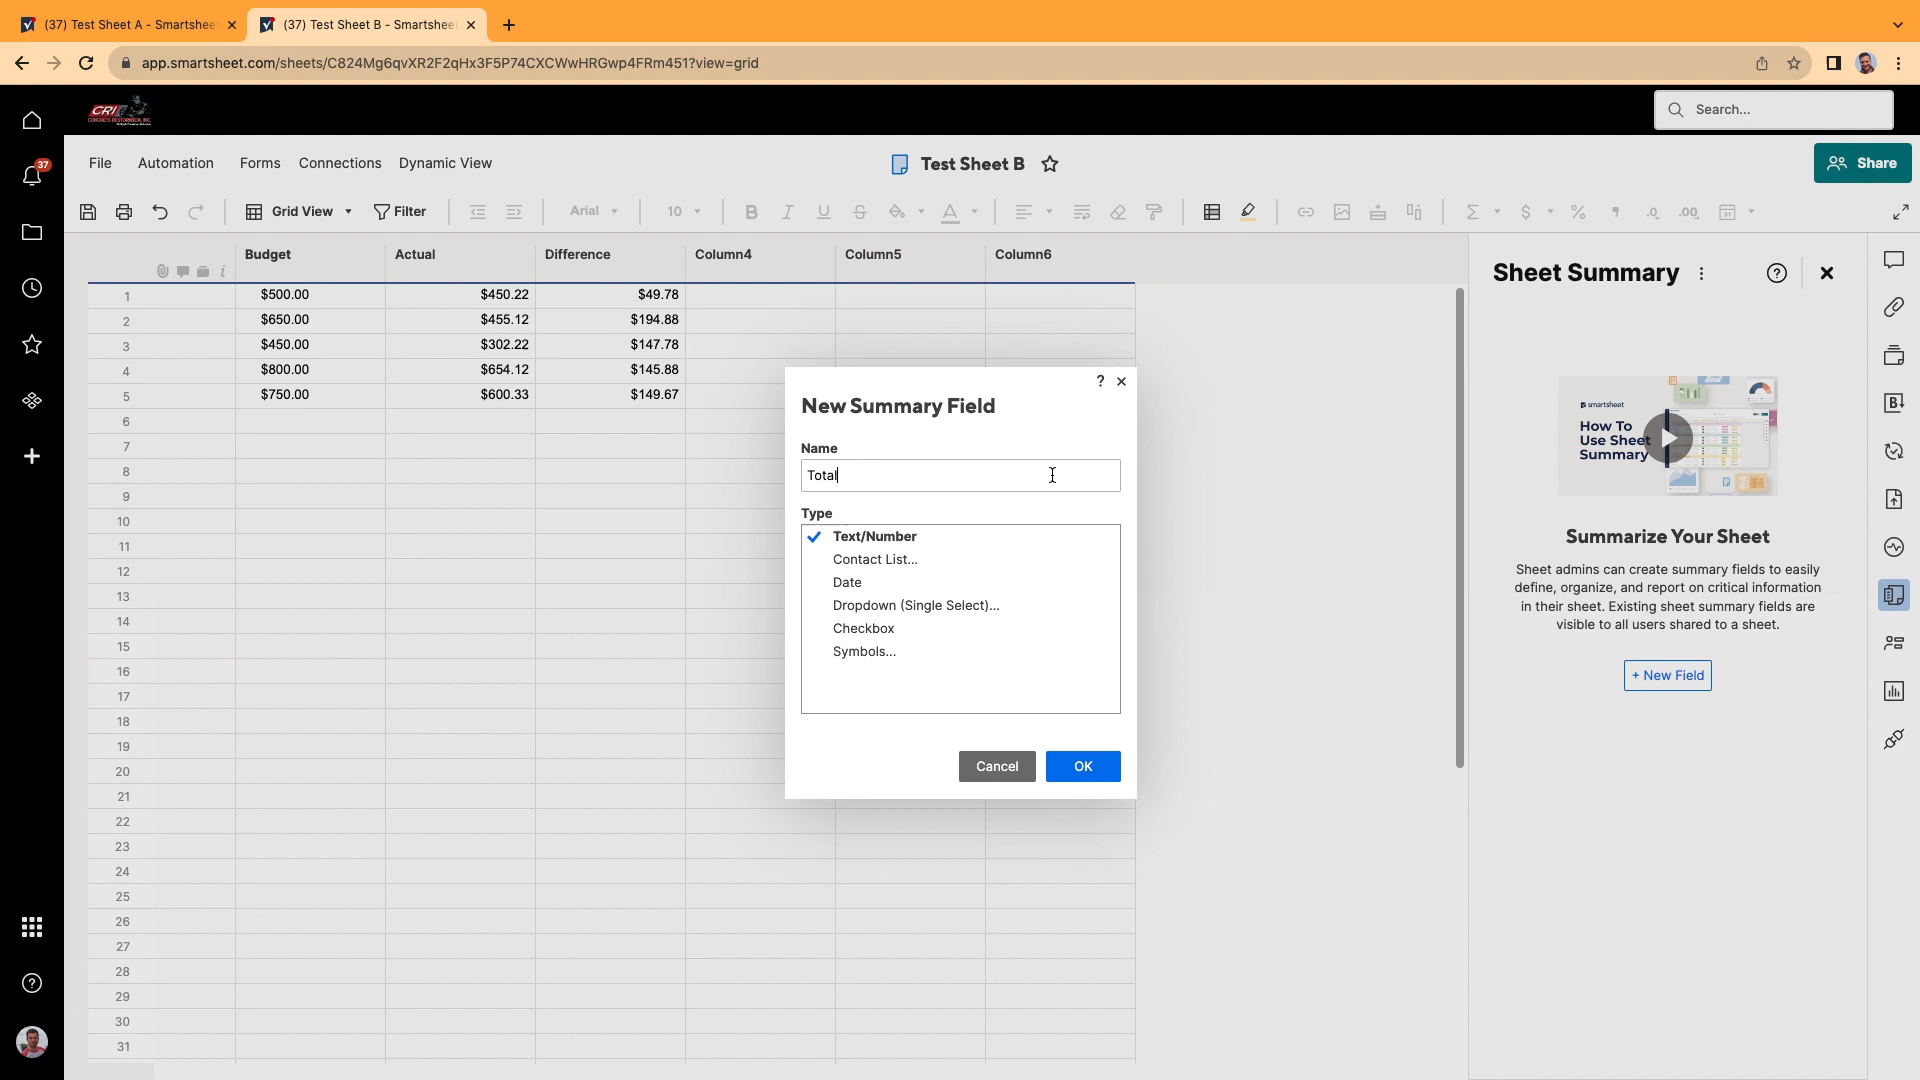 (37) Test Sheet A - Smartshee
(37) Test Sheet B - Smartshee
app.smartsheet.com/sheets/C824Mg6qvXR2F2qHx3F5P74CXCWwHRGwp4FRm451?view=grid
CRI
CONCRETE RESTORATION, INC.
Search...
37
File Automation Forms Connections Dynamic View
Test Sheet B
Share
Grid View Filter Arial 10
Budget Actual Difference Column4 Column5 Column6
1 $500.00 $450.22 $49.78
2 $650.00 $455.12 $194.88
3 $450.00 $302.22 $147.78
4 $800.00 $654.12 $145.88
5 $750.00 $600.33 $149.67
6
7
8
9
10
11
12
13
14
15
16
17
18
19
20
21
22
23
24
25
26
27
28
29
30
31
New Summary Field
Name
Total
Type
Text/Number
Contact List...
Date
Dropdown (Single Select)...
Checkbox
Symbols...
Cancel OK
Sheet Summary
smartsheet
How To
Use Sheet
Summary
Summarize Your Sheet
Sheet admins can create summary fields to easily
define, organize, and report on critical information
in their sheet. Existing sheet summary fields are
visible to all users shared to a sheet.
+ New Field